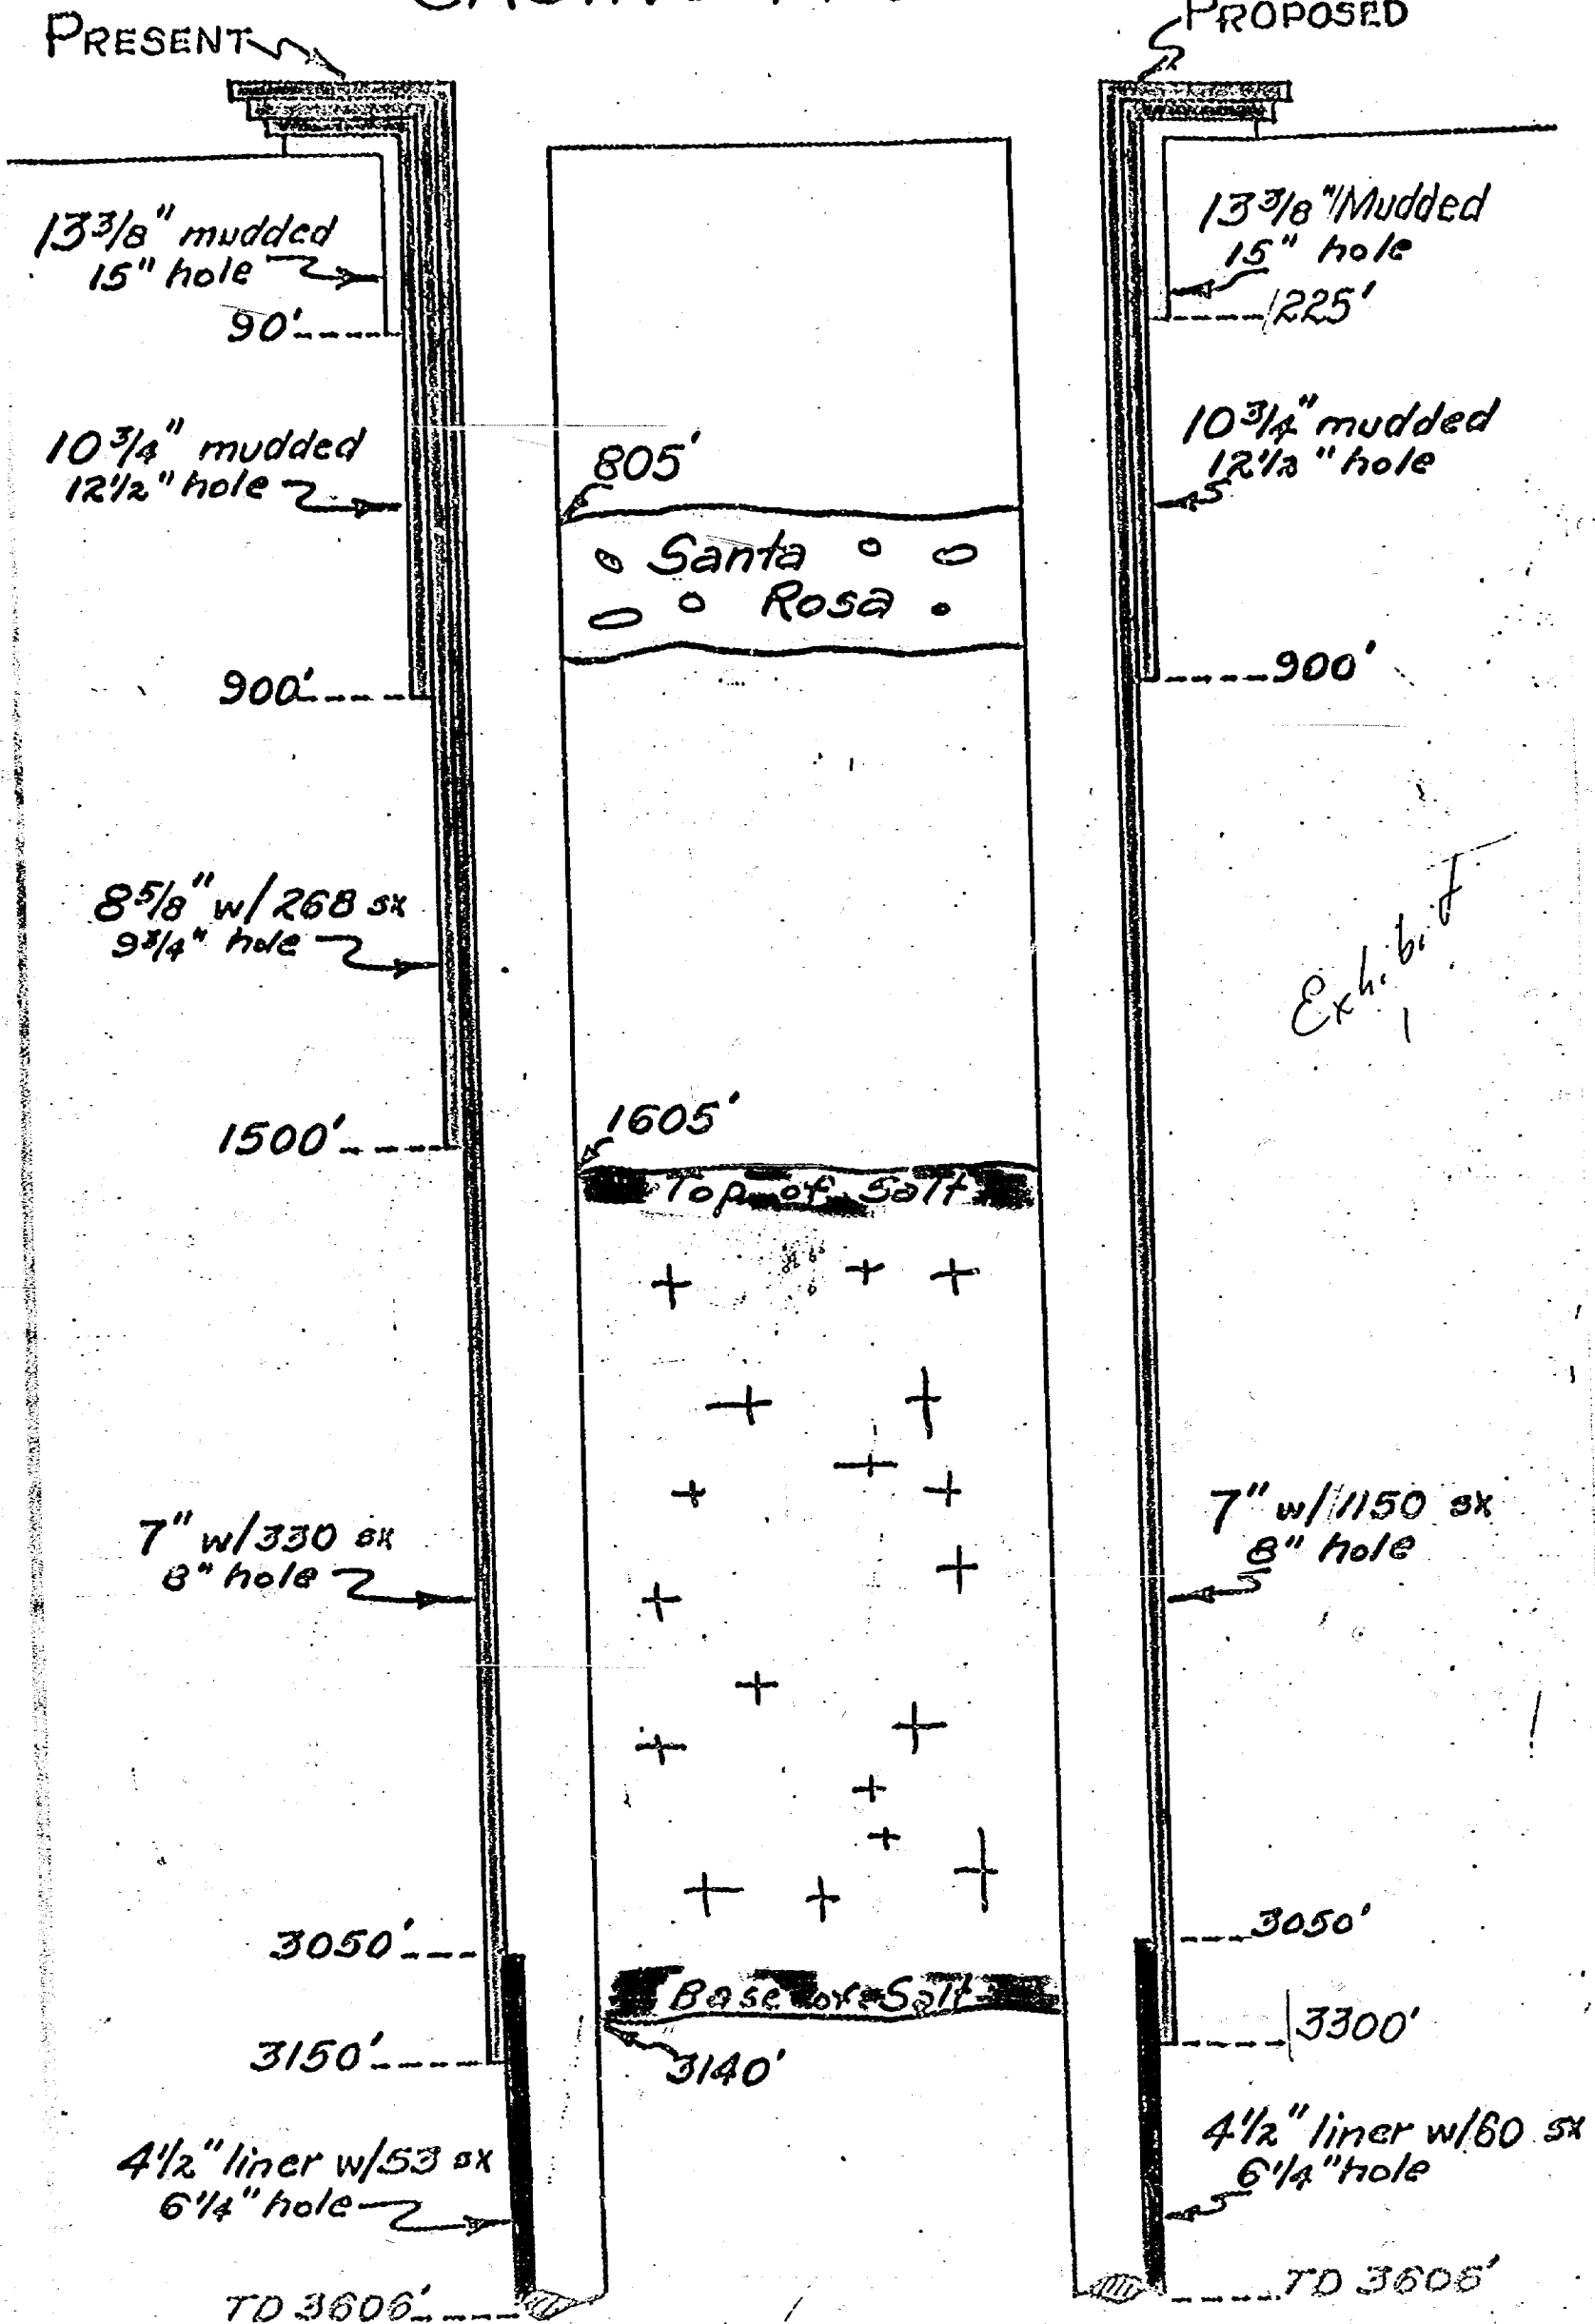 PRESENT
PROPOSED
13 3/8" mudded
15" hole
90'
10 3/4" mudded
12 1/2" hole
900'
8 5/8" w/ 268 sx
9 3/4" hole
1500'
7" w/330 sx
8" hole
3050'
3150'
4 1/2" liner w/53 sx
6 1/4" hole
TD 3606'
805'
Santa
Rosa
1605'
Top of Salt
Base of Salt
3140'
13 3/8" Mudded
15" hole
225'
10 3/4" mudded
12 1/2" hole
900'
Exhibit
1
7" w/1150 sx
8" hole
3050'
3300'
4 1/2" liner w/60 sx
6 1/4" hole
TD 3606'